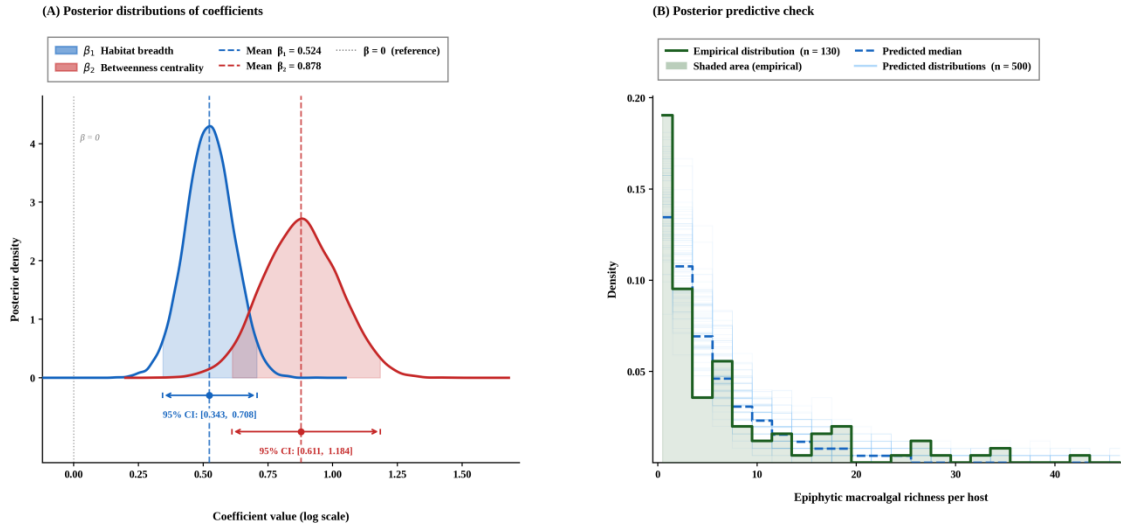 (A) Posterior distributions of coefficients
β1 Habitat breadth
β2 Betweenness centrality
Mean β1 = 0.524
Mean β2 = 0.878
β = 0 (reference)
β = 0
Posterior density
4
3
2
1
0
95% CI: [0.343, 0.708]
95% CI: [0.611, 1.184]
0.00 0.25 0.50 0.75 1.00 1.25 1.50
Coefficient value (log scale)
(B) Posterior predictive check
Empirical distribution (n = 130)
Shaded area (empirical)
Predicted median
Predicted distributions (n = 500)
Density
0.20
0.15
0.10
0.05
0 10 20 30 40
Epiphytic macroalgal richness per host